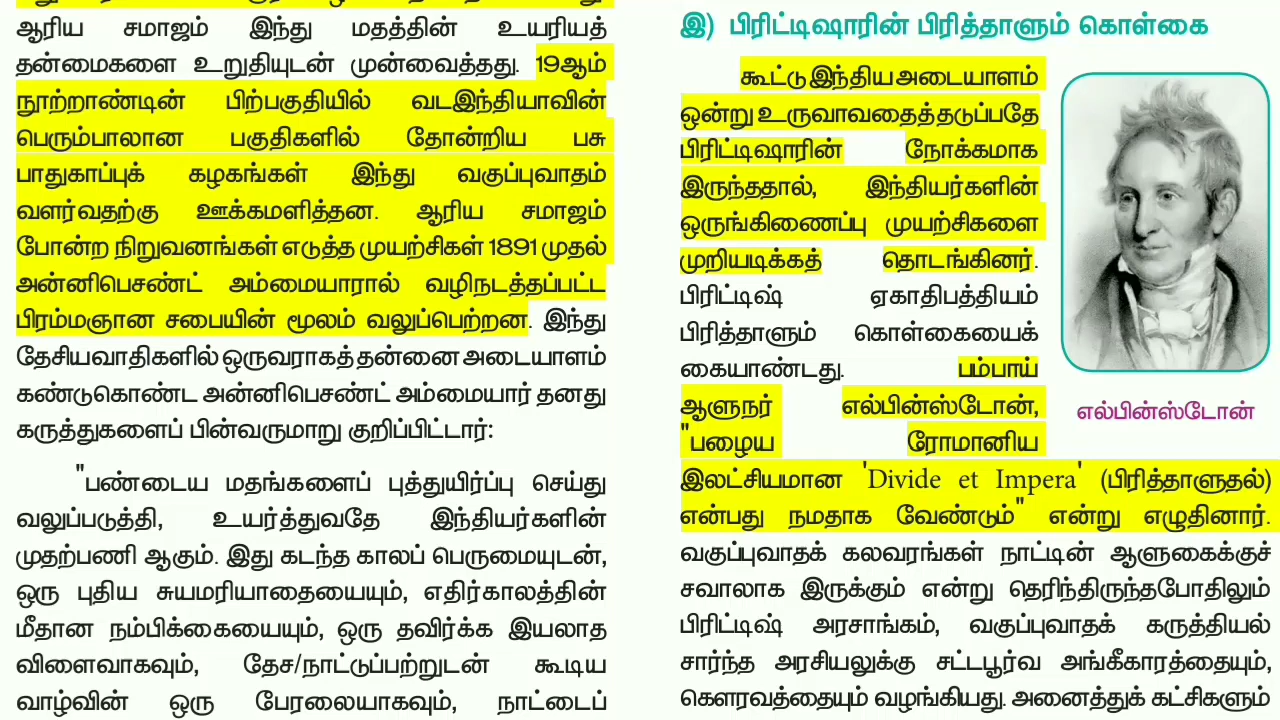 ஆரிய சமாஜம் இந்து மதத்தின் உயரியத்
தன்மைகளை உறுதியுடன் முன்வைத்தது. 19ஆம்
நூற்றாண்டின் பிற்பகுதியில் வடஇந்தியாவின்
பெரும்பாலான பகுதிகளில் தோன்றிய பசு
பாதுகாப்புக் கழகங்கள் இந்து வகுப்புவாதம்
வளர்வதற்கு ஊக்கமளித்தன. ஆரிய சமாஜம்
போன்ற நிறுவனங்கள் எடுத்த முயற்சிகள் 1891 முதல்
அன்னிபெசண்ட் அம்மையாரால் வழிநடத்தப்பட்ட
பிரம்மஞான சபையின் மூலம் வலுப்பெற்றன. இந்து
தேசியவாதிகளில் ஒருவராகத் தன்னை அடையாளம்
கண்டுகொண்ட அன்னிபெசண்ட் அம்மையார் தனது
கருத்துகளைப் பின்வருமாறு குறிப்பிட்டார்:
"பண்டைய மதங்களைப் புத்துயிர்ப்பு செய்து
வலுப்படுத்தி, உயர்த்துவதே இந்தியர்களின்
முதற்பணி ஆகும். இது கடந்த காலப் பெருமையுடன்,
ஒரு புதிய சுயமரியாதையையும், எதிர்காலத்தின்
மீதான நம்பிக்கையையும், ஒரு தவிர்க்க இயலாத
விளைவாகவும், தேச/நாட்டுப்பற்றுடன் கூடிய
வாழ்வின் ஒரு பேரலையாகவும், நாட்டைப்
இ) பிரிட்டிஷாரின் பிரித்தாளும் கொள்கை
கூட்டு இந்திய அடையாளம்
ஒன்று உருவாவதைத் தடுப்பதே
பிரிட்டிஷாரின் நோக்கமாக
இருந்ததால், இந்தியர்களின்
ஒருங்கிணைப்பு முயற்சிகளை
முறியடிக்கத் தொடங்கினர்.
பிரிட்டிஷ் ஏகாதிபத்தியம்
பிரித்தாளும் கொள்கையைக்
கையாண்டது. பம்பாய்
ஆளுநர் எல்பின்ஸ்டோன்,
"பழைய ரோமானிய
இலட்சியமான 'Divide et Impera' (பிரித்தாளுதல்)
என்பது நமதாக வேண்டும்" என்று எழுதினார்.
வகுப்புவாதக் கலவரங்கள் நாட்டின் ஆளுகைக்குச்
சவாலாக இருக்கும் என்று தெரிந்திருந்தபோதிலும்
பிரிட்டிஷ் அரசாங்கம், வகுப்புவாதக் கருத்தியல்
சார்ந்த அரசியலுக்கு சட்டபூர்வ அங்கீகாரத்தையும்,
கௌரவத்தையும் வழங்கியது. அனைத்துக் கட்சிகளும்
எல்பின்ஸ்டோன்